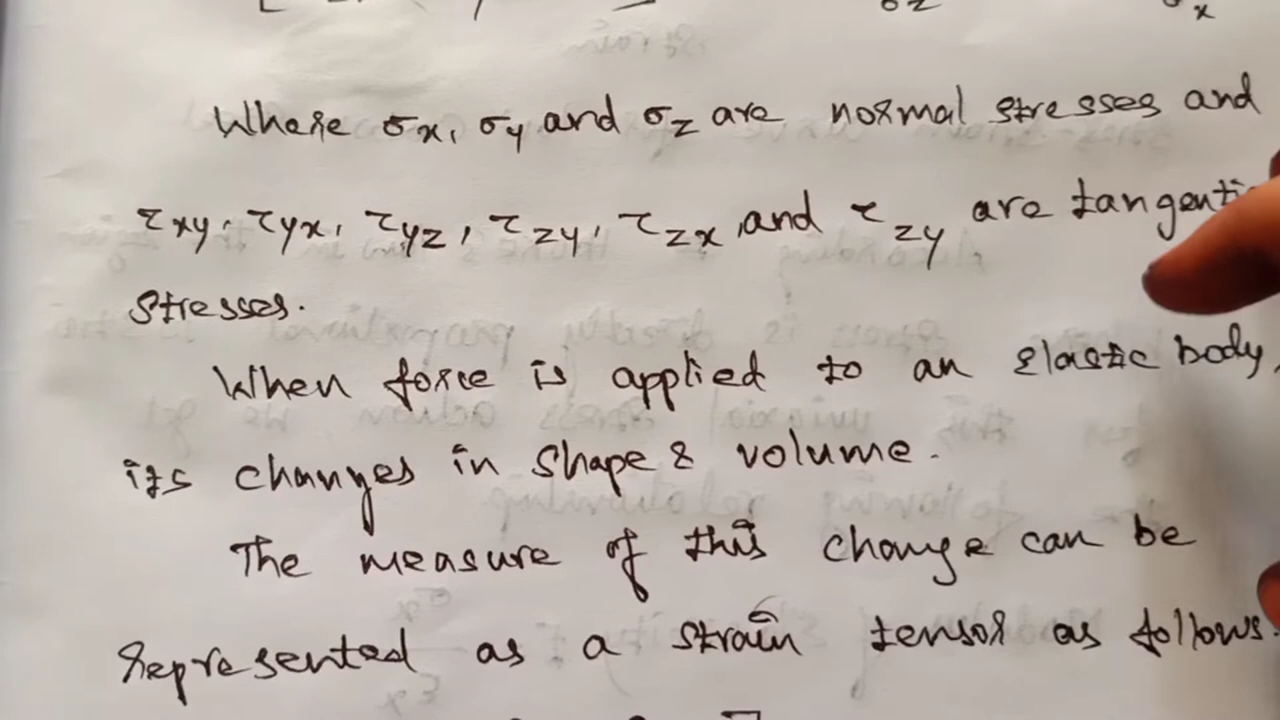 σz σx
Where σx, σy and σz are normal stresses and
τxy, τyx, τyz, τzy, τzx and τzy are tangenti
Stresses.
When force is applied to an Elastic body,
its changes in Shape & volume.
The measure of this change can be
Represented as a strain tensor as follows.